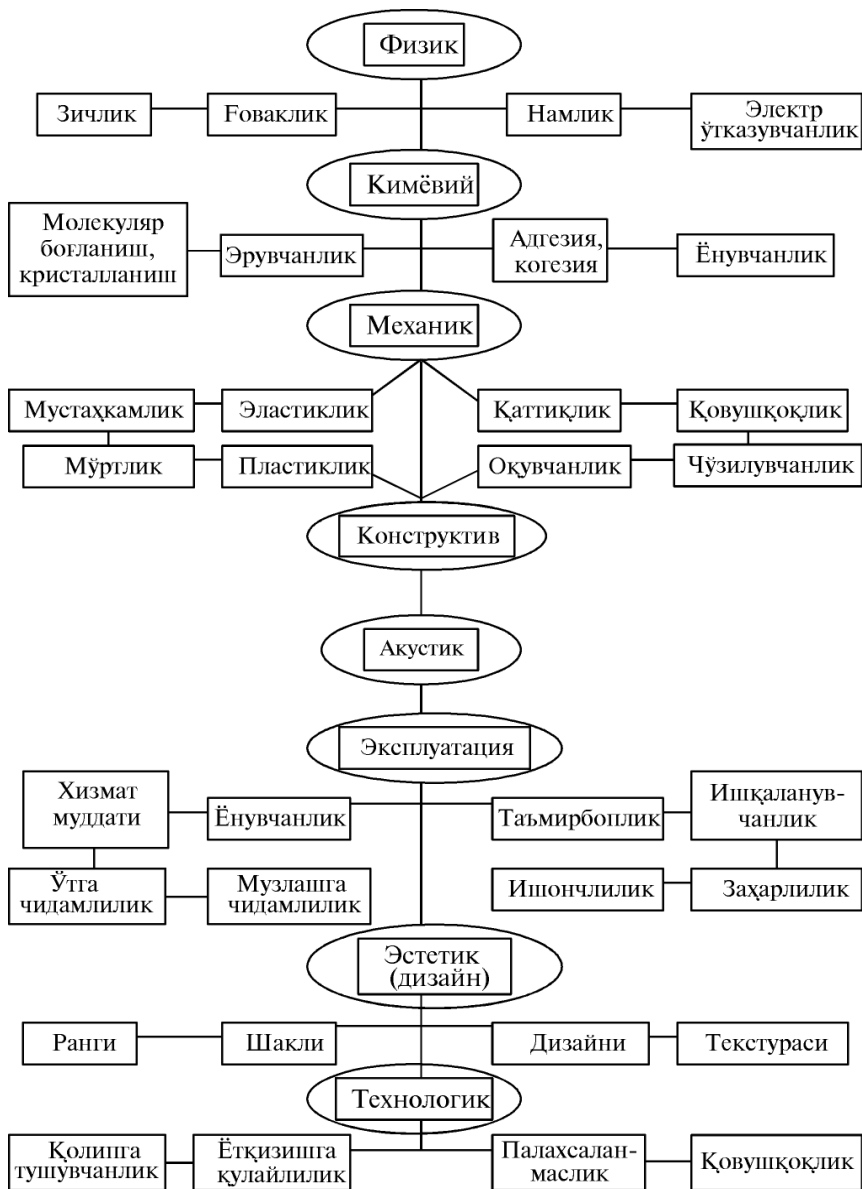 Физик
Зичлик
Ғоваклик
Намлик
Электр
ўтказувчанлик
Кимёвий
Молекуляр
боғланиш,
кристалланиш
Эрувчанлик
Адгезия,
когезия
Ёнувчанлик
Механик
Мустаҳкамлик
Эластиклик
Қаттиқлик
Қовушқоқлик
Мўртлик
Пластиклик
Оқувчанлик
Чўзилувчанлик
Конструктив
Акустик
Эксплуатация
Хизмат
муддати
Ёнувчанлик
Таъмирбоплик
Ишқаланув-
чанлик
Ўтга
чидамлилик
Музлашга
чидамлилик
Ишончлилик
Заҳарлилик
Эстетик
(дизайн)
Ранги
Шакли
Дизайни
Текстураси
Технологик
Қолипга
тушувчанлик
Ётқизишга
қулайлилик
Палахсалан-
маслик
Қовушқоқлик